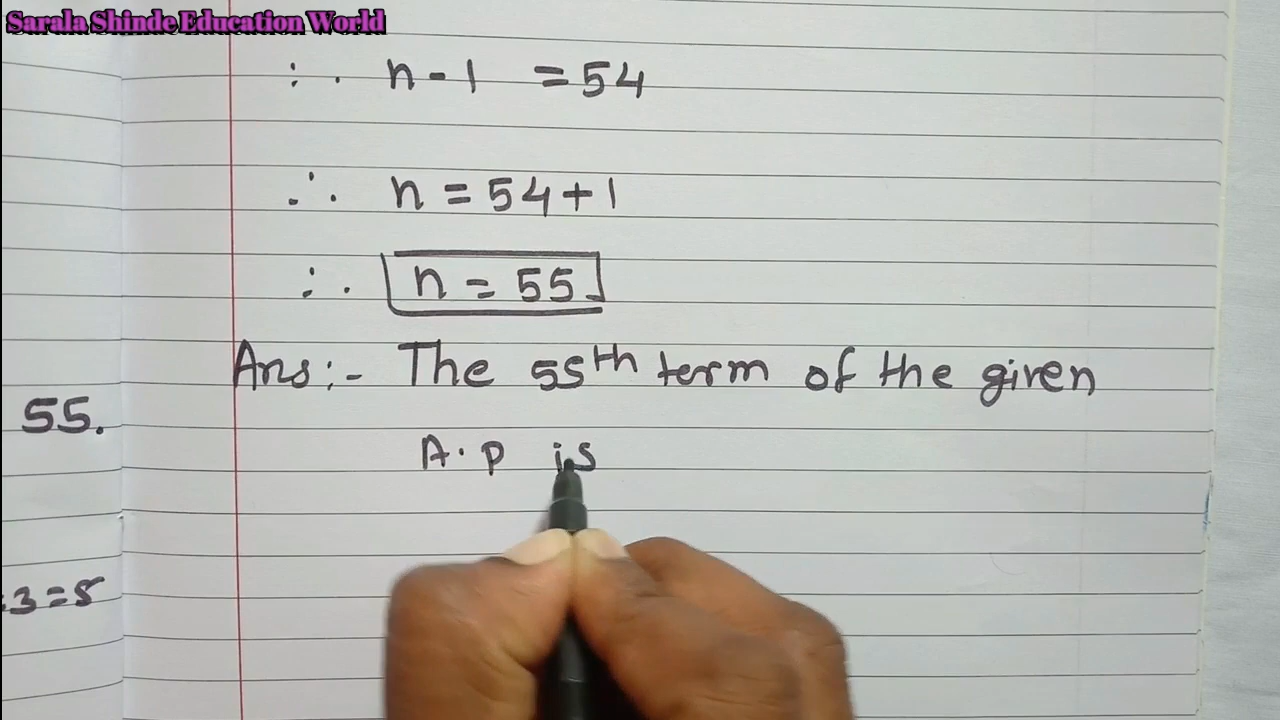 Sarala Shinde Education World
∴ n - 1 = 54
∴ n = 54 + 1
∴ n = 55
Ans:- The 55th term of the given
55.
A.p is
3=5